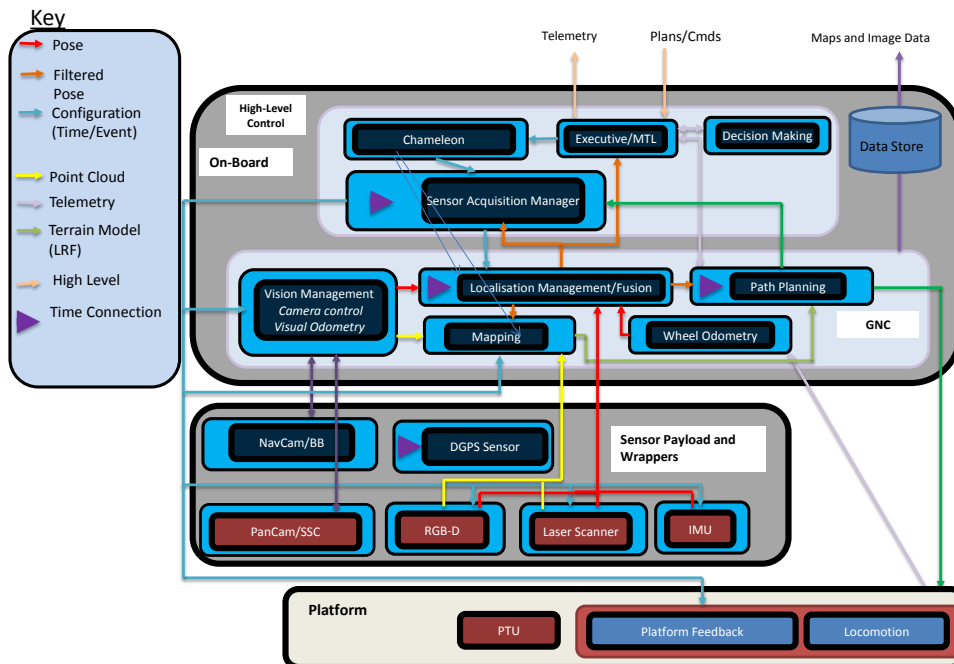 Key
Pose
Filtered
Pose
Configuration
(Time/Event)
Point Cloud
Telemetry
Terrain Model
(LRF)
High Level
Time Connection
Telemetry
Plans/Cmds
Maps and Image Data
High-Level
Control
On-Board
Chameleon
Executive/MTL
Decision Making
Data Store
Sensor Acquisition Manager
Vision Management
Camera control
Visual Odometry
Localisation Management/Fusion
Path Planning
Mapping
Wheel Odometry
GNC
NavCam/BB
DGPS Sensor
Sensor Payload and
Wrappers
PanCam/SSC
RGB-D
Laser Scanner
IMU
Platform
PTU
Platform Feedback
Locomotion